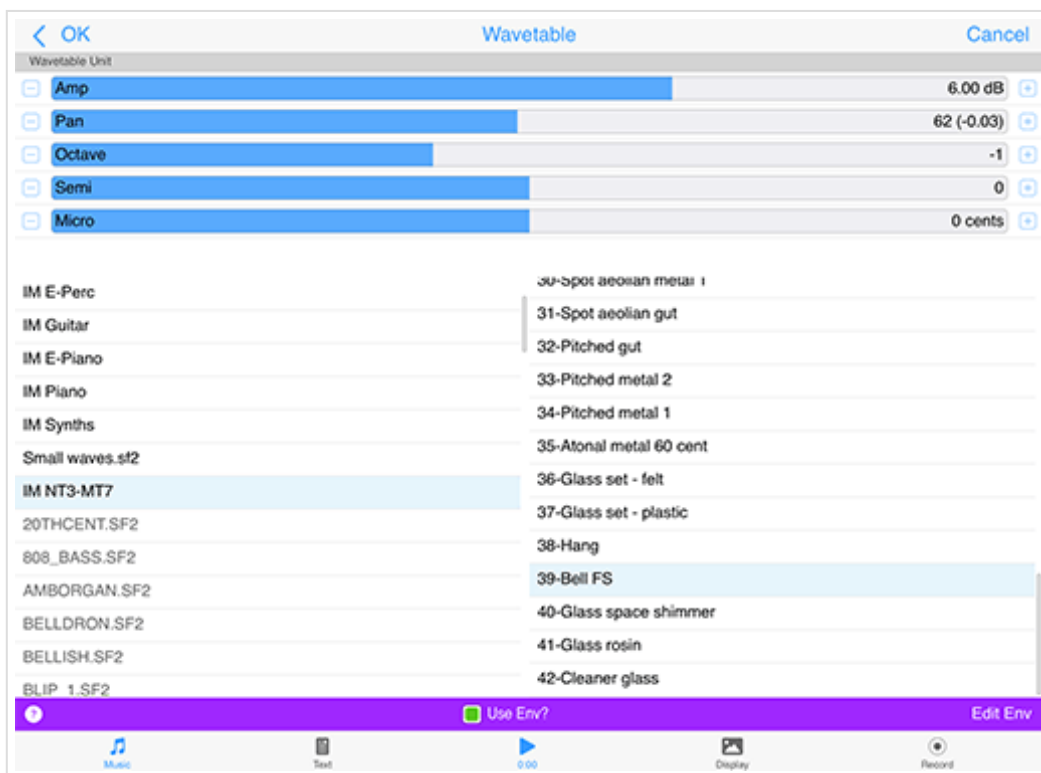 OK Wavetable Cancel
Wavetable Unit
Amp 6.00 dB
Pan 62 (-0.03)
Octave -1
Semi 0
Micro 0 cents
IM E-Perc
IM Guitar
IM E-Piano
IM Piano
IM Synths
Small waves.sf2
IM NT3-MT7
20THCENT.SF2
808_BASS.SF2
AMBORGAN.SF2
BELLDRON.SF2
BELLISH.SF2
BLIP_1.SF2
30-Spot aeolian metal 1
31-Spot aeolian gut
32-Pitched gut
33-Pitched metal 2
34-Pitched metal 1
35-Atonal metal 60 cent
36-Glass set - felt
37-Glass set - plastic
38-Hang
39-Bell FS
40-Glass space shimmer
41-Glass rosin
42-Cleaner glass
? Use Env? Edit Env
Music Text 0:00 Display Record